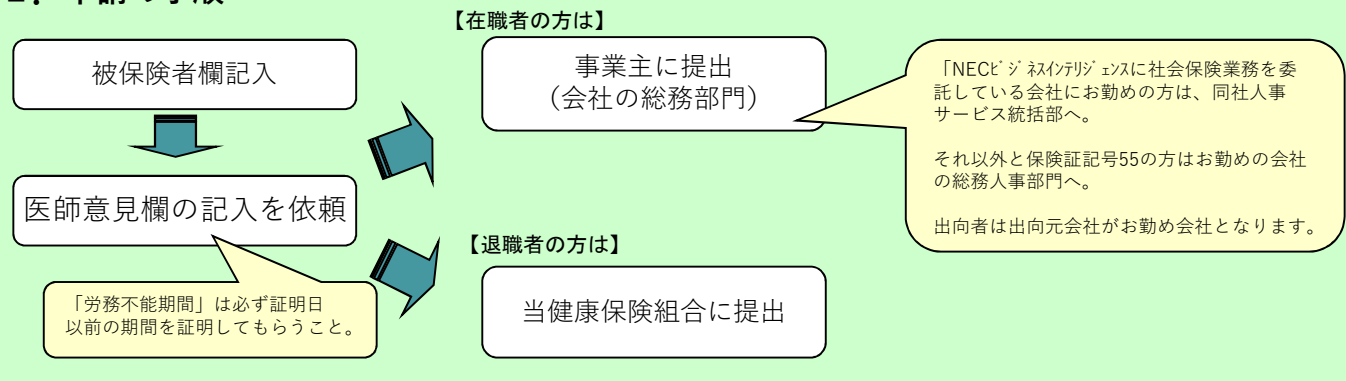 被保険者欄記入
医師意見欄の記入を依頼
「労務不能期間」は必ず証明日
以前の期間を証明してもらうこと。
【在職者の方は】
事業主に提出
（会社の総務部門）
「NECﾋﾞｼﾞﾈｽｲﾝﾃﾘｼﾞｪﾝｽに社会保険業務を委
託している会社にお勤めの方は、同社人事
サービス統括部へ。
それ以外と保険証記号55の方はお勤めの会社
の総務人事部門へ。
出向者は出向元会社がお勤め会社となります。
【退職者の方は】
当健康保険組合に提出